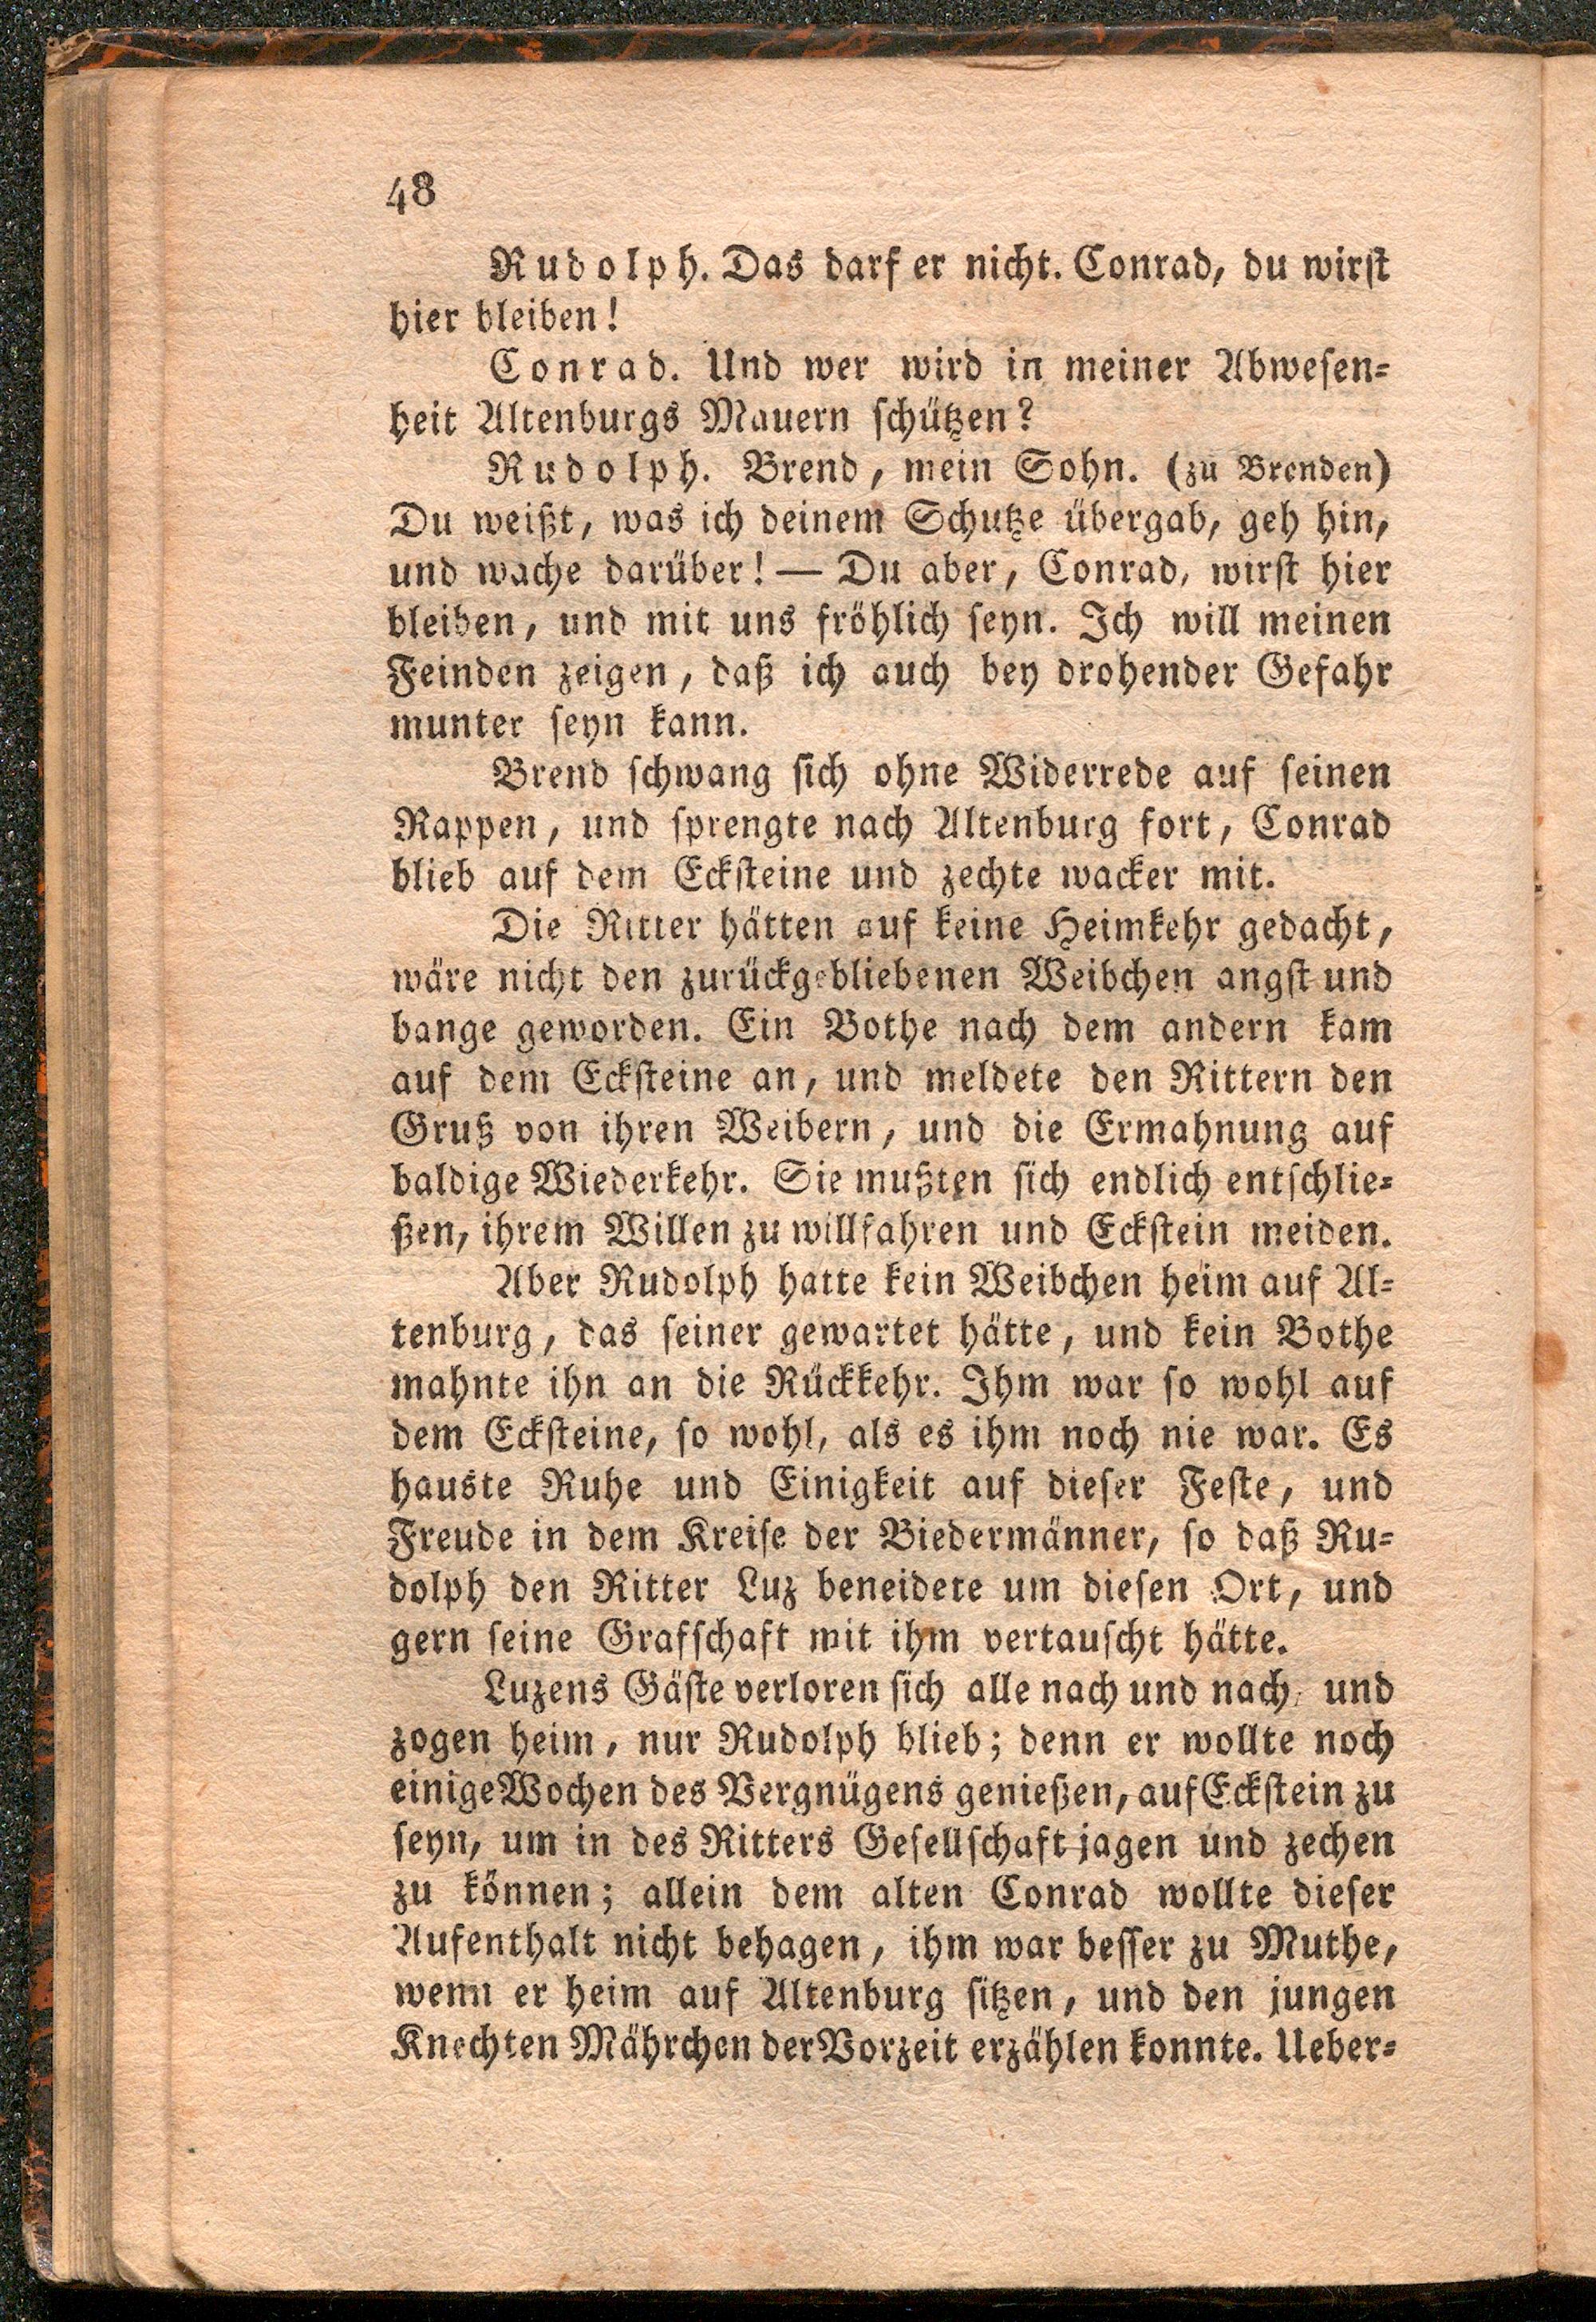 48
Rudolph. Das darf er nicht. Conrad, du wirst
hier bleiben!
Conrad. Und wer wird in meiner Abwesen=
heit Altenburgs Mauern schützen?
Rudolph. Brend, mein Sohn. (zu Brenden)
Du weißt, was ich deinem Schutze übergab, geh hin,
und wache darüber! — Du aber, Conrad, wirst hier
bleiben, und mit uns fröhlich seyn. Ich will meinen
Feinden zeigen, daß ich auch bey drohender Gefahr
munter seyn kann.
Brend schwang sich ohne Widerrede auf seinen
Rappen, und sprengte nach Altenburg fort, Conrad
blieb auf dem Ecksteine und zechte wacker mit.
Die Ritter hätten auf keine Heimkehr gedacht,
wäre nicht den zurückgebliebenen Weibchen angst und
bange geworden. Ein Bothe nach dem andern kam
auf dem Ecksteine an, und meldete den Rittern den
Gruß von ihren Weibern, und die Ermahnung auf
baldige Wiederkehr. Sie mußten sich endlich entschlie=
ßen, ihrem Willen zu willfahren und Eckstein meiden.
Aber Rudolph hatte kein Weibchen heim auf Al=
tenburg, das seiner gewartet hätte, und kein Bothe
mahnte ihn an die Rückkehr. Ihm war so wohl auf
dem Ecksteine, so wohl, als es ihm noch nie war. Es
hauste Ruhe und Einigkeit auf dieser Feste, und
Freude in dem Kreise der Biedermänner, so daß Ru=
dolph den Ritter Luz beneidete um diesen Ort, und
gern seine Grafschaft mit ihm vertauscht hätte.
Luzens Gäste verloren sich alle nach und nach, und
zogen heim, nur Rudolph blieb; denn er wollte noch
einige Wochen des Vergnügens genießen, auf Eckstein zu
seyn, um in des Ritters Gesellschaft jagen und zechen
zu können; allein dem alten Conrad wollte dieser
Aufenthalt nicht behagen, ihm war besser zu Muthe,
wenn er heim auf Altenburg sitzen, und den jungen
Knechten Mährchen der Vorzeit erzählen konnte. Ueber=